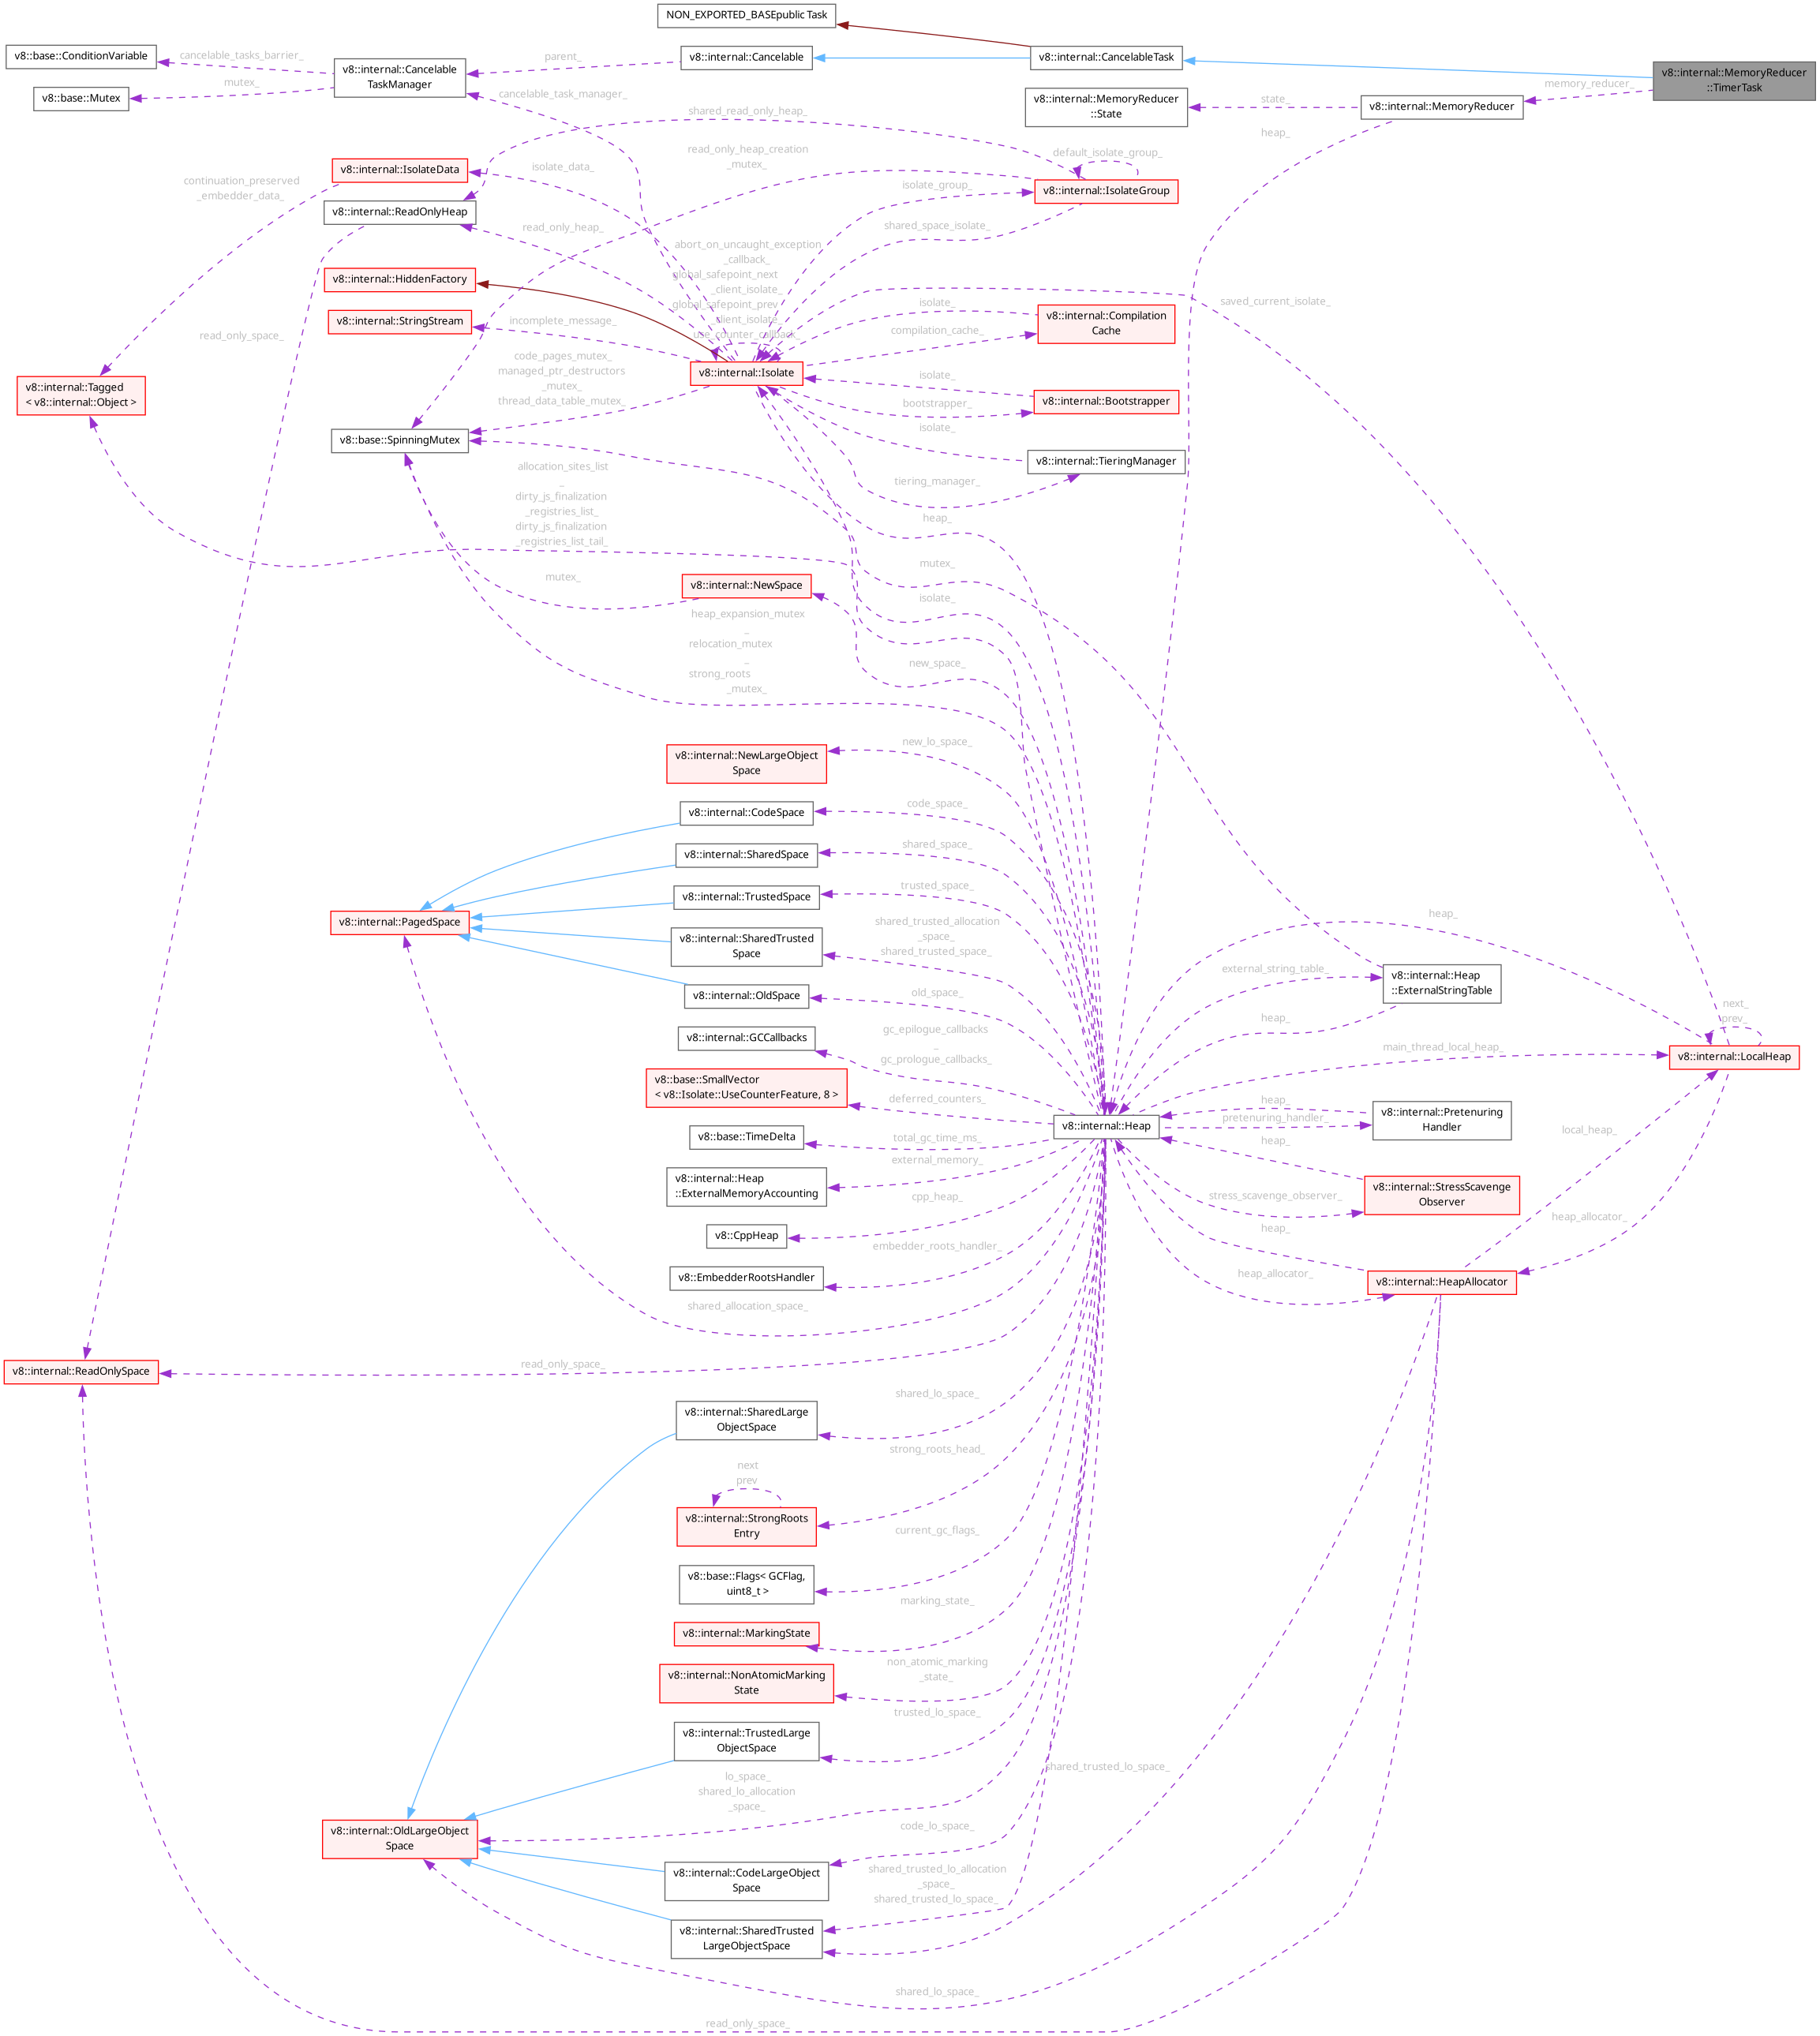 NON_EXPORTED_BASEpublic Task
v8::base::ConditionVariable
cancelable_tasks_barrier_
v8::internal::Cancelable
TaskManager
parent_
v8::internal::Cancelable
v8::internal::CancelableTask
v8::internal::MemoryReducer
::TimerTask
v8::base::Mutex
mutex_
cancelable_task_manager_
v8::internal::MemoryReducer
::State
state_
v8::internal::MemoryReducer
memory_reducer_
shared_read_only_heap_
heap_
read_only_heap_creation
_mutex_
default_isolate_group_
v8::internal::IsolateData
isolate_data_
continuation_preserved
_embedder_data_
isolate_group_
v8::internal::IsolateGroup
v8::internal::ReadOnlyHeap
read_only_heap_
shared_space_isolate_
abort_on_uncaught_exception
_callback_
global_safepoint_next
_client_isolate_
global_safepoint_prev
_client_isolate_
use_counter_callback_
v8::internal::HiddenFactory
v8::internal::StringStream
incomplete_message_
read_only_space_
isolate_
compilation_cache_
v8::internal::Compilation
Cache
saved_current_isolate_
v8::internal::Tagged
< v8::internal::Object >
code_pages_mutex_
managed_ptr_destructors
_mutex_
thread_data_table_mutex_
v8::internal::Isolate
isolate_
bootstrapper_
v8::internal::Bootstrapper
v8::base::SpinningMutex
isolate_
v8::internal::TieringManager
tiering_manager_
allocation_sites_list
_
dirty_js_finalization
_registries_list_
dirty_js_finalization
_registries_list_tail_
heap_
mutex_
mutex_
v8::internal::NewSpace
isolate_
heap_expansion_mutex
_
relocation_mutex
_
strong_roots
_mutex_
new_space_
v8::internal::NewLargeObject
Space
new_lo_space_
v8::internal::CodeSpace
code_space_
v8::internal::SharedSpace
shared_space_
v8::internal::TrustedSpace
trusted_space_
v8::internal::PagedSpace
v8::internal::SharedTrusted
Space
shared_trusted_allocation
_space_
shared_trusted_space_
heap_
v8::internal::OldSpace
old_space_
external_string_table_
v8::internal::Heap
::ExternalStringTable
next_
prev_
v8::internal::GCCallbacks
gc_epilogue_callbacks
_
gc_prologue_callbacks_
heap_
main_thread_local_heap_
v8::internal::LocalHeap
v8::base::SmallVector
< v8::Isolate::UseCounterFeature, 8 >
deferred_counters_
v8::internal::Heap
heap_
pretenuring_handler_
v8::internal::Pretenuring
Handler
v8::base::TimeDelta
total_gc_time_ms_
heap_
local_heap_
v8::internal::Heap
::ExternalMemoryAccounting
external_memory_
stress_scavenge_observer_
v8::internal::StressScavenge
Observer
v8::CppHeap
cpp_heap_
heap_
heap_allocator_
v8::EmbedderRootsHandler
embedder_roots_handler_
heap_allocator_
v8::internal::HeapAllocator
shared_allocation_space_
v8::internal::ReadOnlySpace
read_only_space_
v8::internal::SharedLarge
ObjectSpace
shared_lo_space_
next
prev
v8::internal::StrongRoots
Entry
strong_roots_head_
v8::base::Flags< GCFlag,
uint8_t >
current_gc_flags_
v8::internal::MarkingState
marking_state_
v8::internal::NonAtomicMarking
State
non_atomic_marking
_state_
v8::internal::TrustedLarge
ObjectSpace
trusted_lo_space_
lo_space_
shared_lo_allocation
_space_
shared_trusted_lo_space_
v8::internal::OldLargeObject
Space
v8::internal::CodeLargeObject
Space
code_lo_space_
v8::internal::SharedTrusted
LargeObjectSpace
shared_trusted_lo_allocation
_space_
shared_trusted_lo_space_
shared_lo_space_
read_only_space_